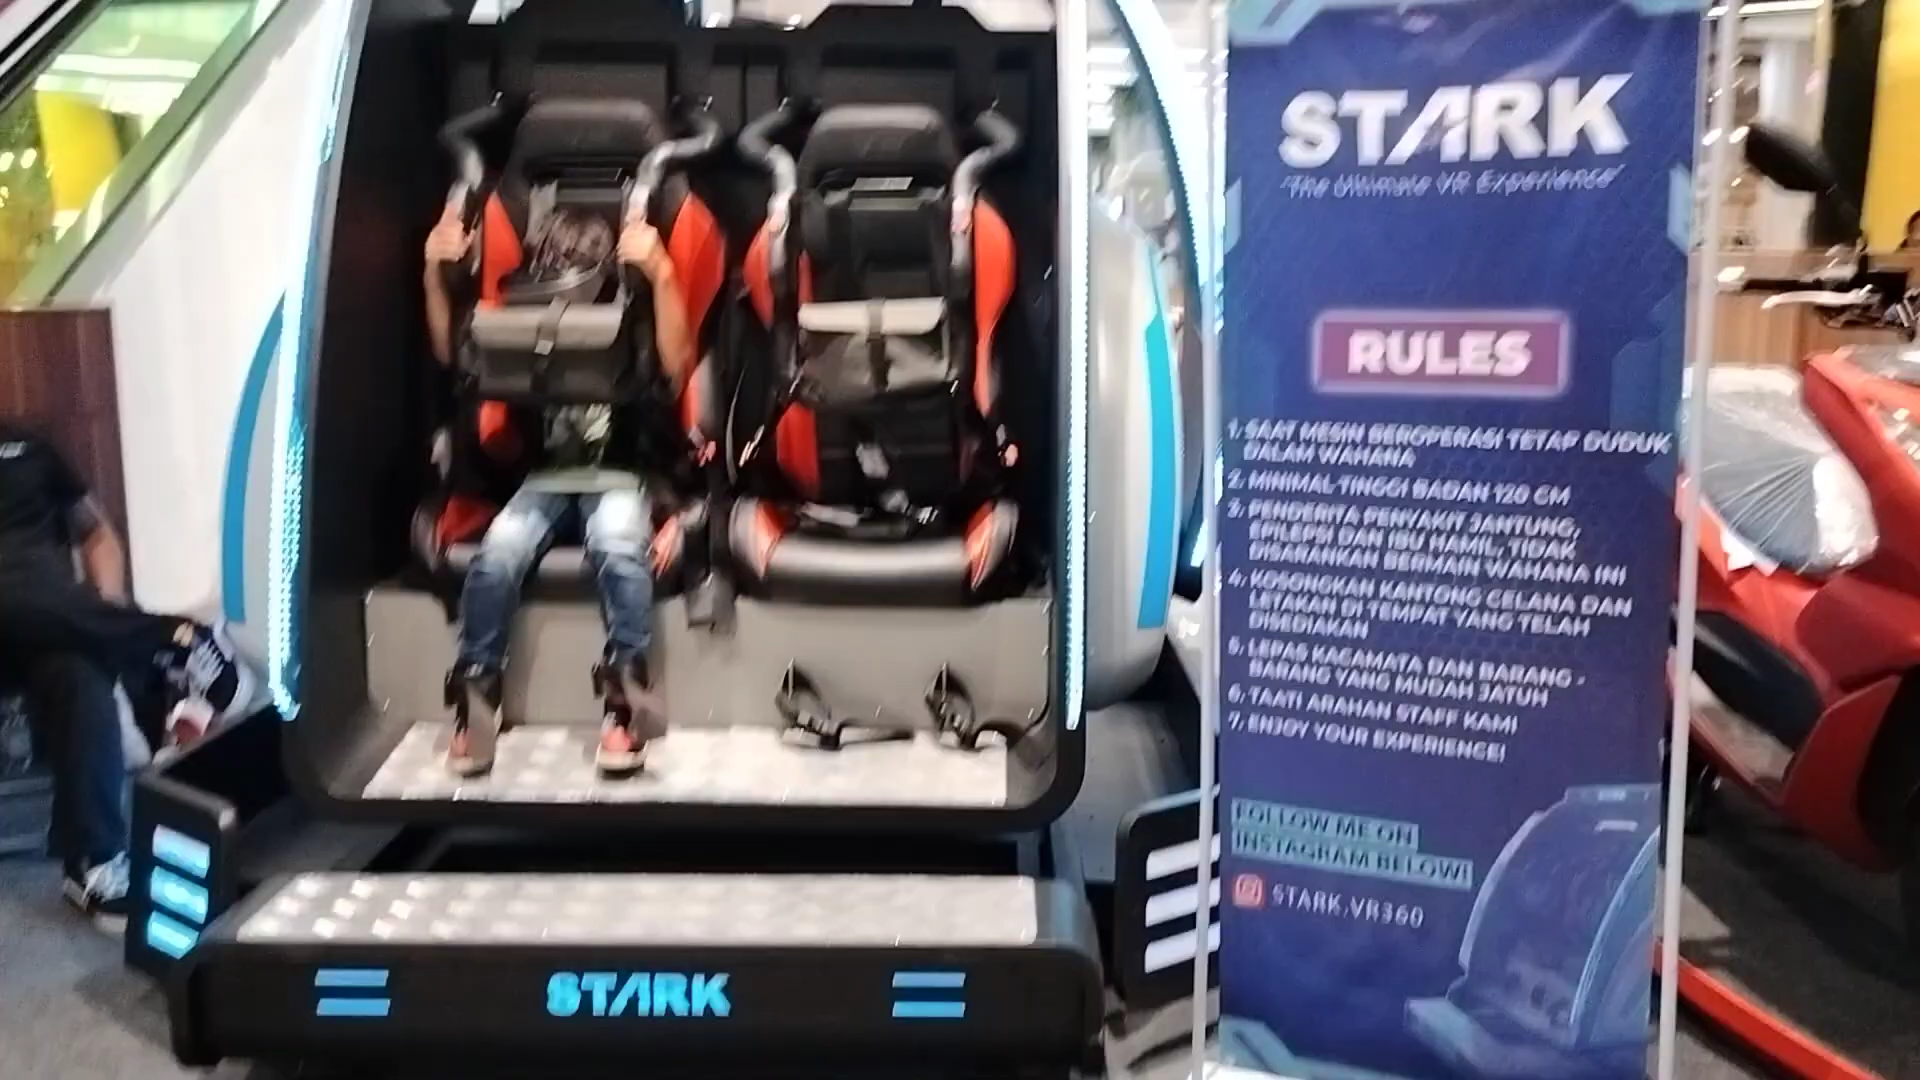 STARK
The Ultimate VR Experience
RULES
1. SAAT MESIN BEROPERASI TETAP DUDUK
DALAM WAHANA
2. MINIMAL TINGGI BADAN 120 CM
3. PENDERITA PENYAKIT JANTUNG,
EPILEPSI DAN IBU HAMIL, TIDAK
DISARANKAN BERMAIN WAHANA INI
4. KOSONGKAN KANTONG CELANA DAN
LETAKAN DI TEMPAT YANG TELAH
DISEDIAKAN
5. LEPAS KACAMATA DAN BARANG -
BARANG YANG MUDAH JATUH
6. TAATI ARAHAN STAFF KAMI
7. ENJOY YOUR EXPERIENCE!
FOLLOW ME ON
INSTAGRAM BELOW!
STARK.VR360
STARK